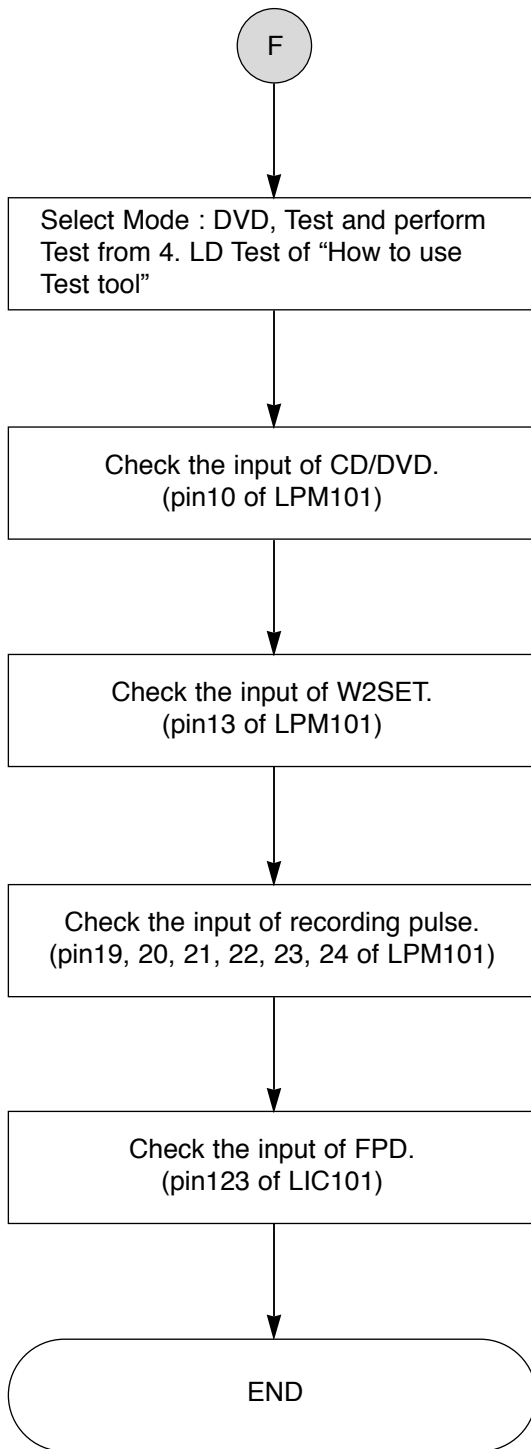 F
Select Mode : DVD, Test and perform
Test from 4. LD Test of “How to use
Test tool”
Check the input of CD/DVD.
(pin10 of LPM101)
Check the input of W2SET.
(pin13 of LPM101)
Check the input of recording pulse.
(pin19, 20, 21, 22, 23, 24 of LPM101)
Check the input of FPD.
(pin123 of LIC101)
END